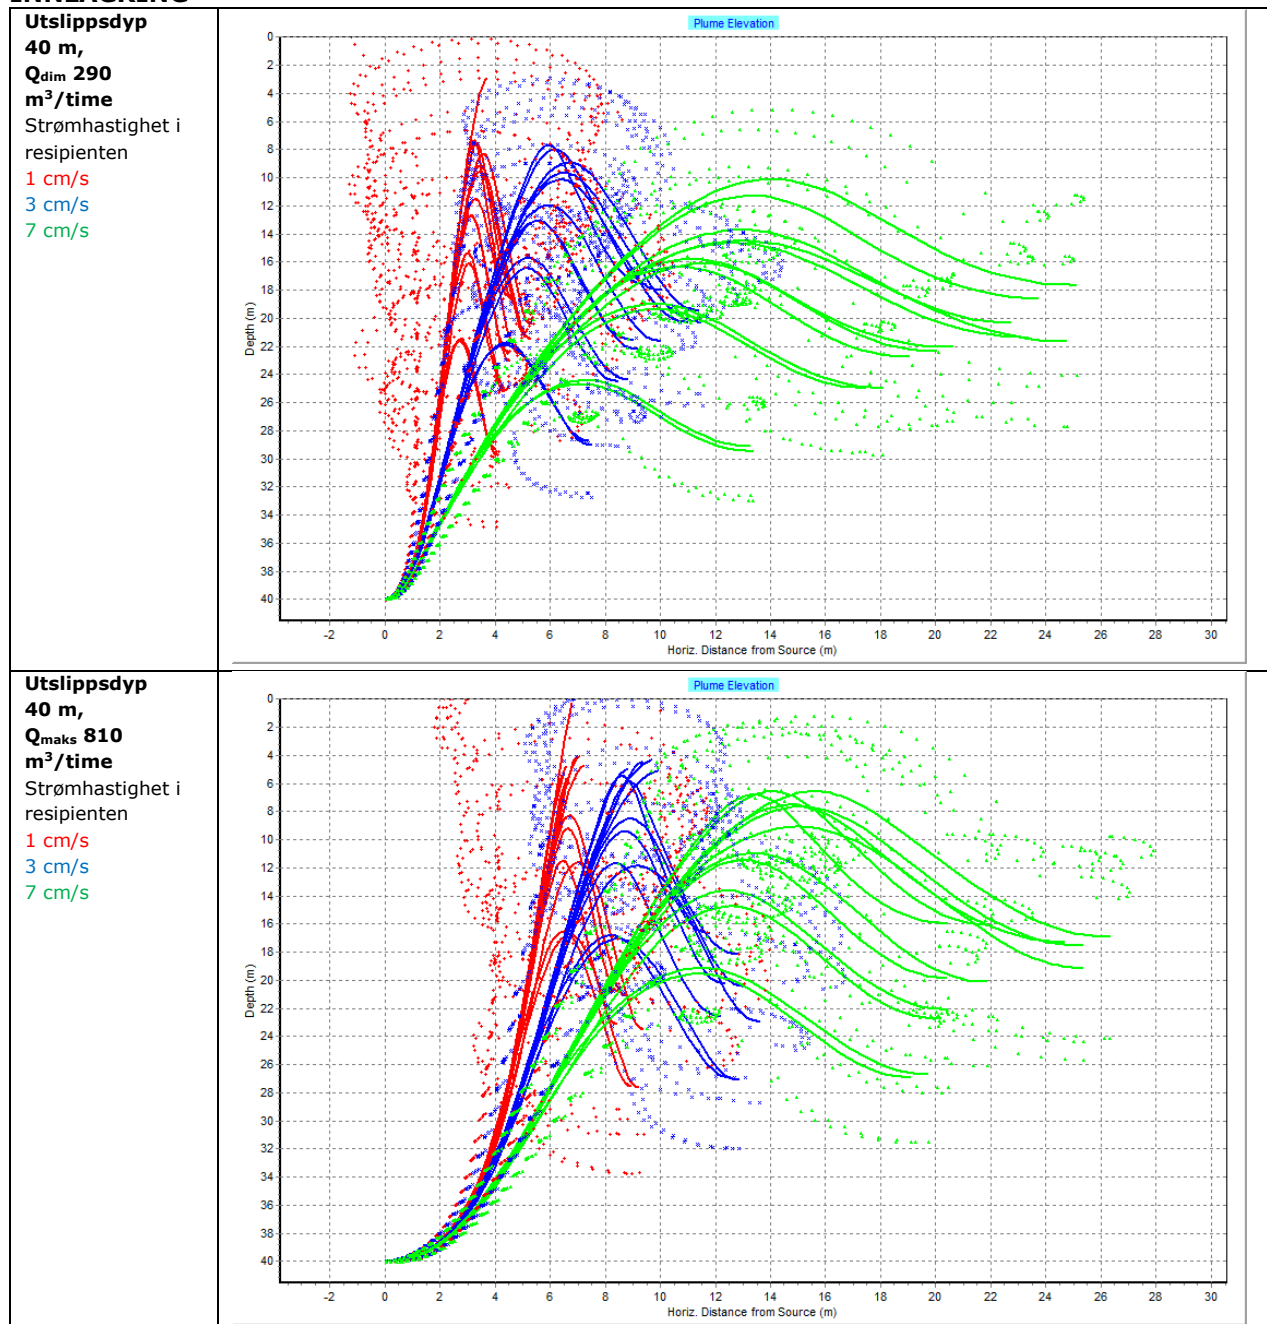 Utslippsdyp
40 m,
Qdim 290
m³/time
Strømhastighet i
resipienten
1 cm/s
3 cm/s
7 cm/s
Plume Elevation
0
2
4
6
8
10
12
14
16
18
20
22
24
26
28
30
32
34
36
38
40
Depth (m)
-2 0 2 4 6 8 10 12 14 16 18 20 22 24 26 28 30
Horiz. Distance from Source (m)
Utslippsdyp
40 m,
Qmaks 810
m³/time
Strømhastighet i
resipienten
1 cm/s
3 cm/s
7 cm/s
Plume Elevation
0
2
4
6
8
10
12
14
16
18
20
22
24
26
28
30
32
34
36
38
40
Depth (m)
-2 0 2 4 6 8 10 12 14 16 18 20 22 24 26 28 30
Horiz. Distance from Source (m)